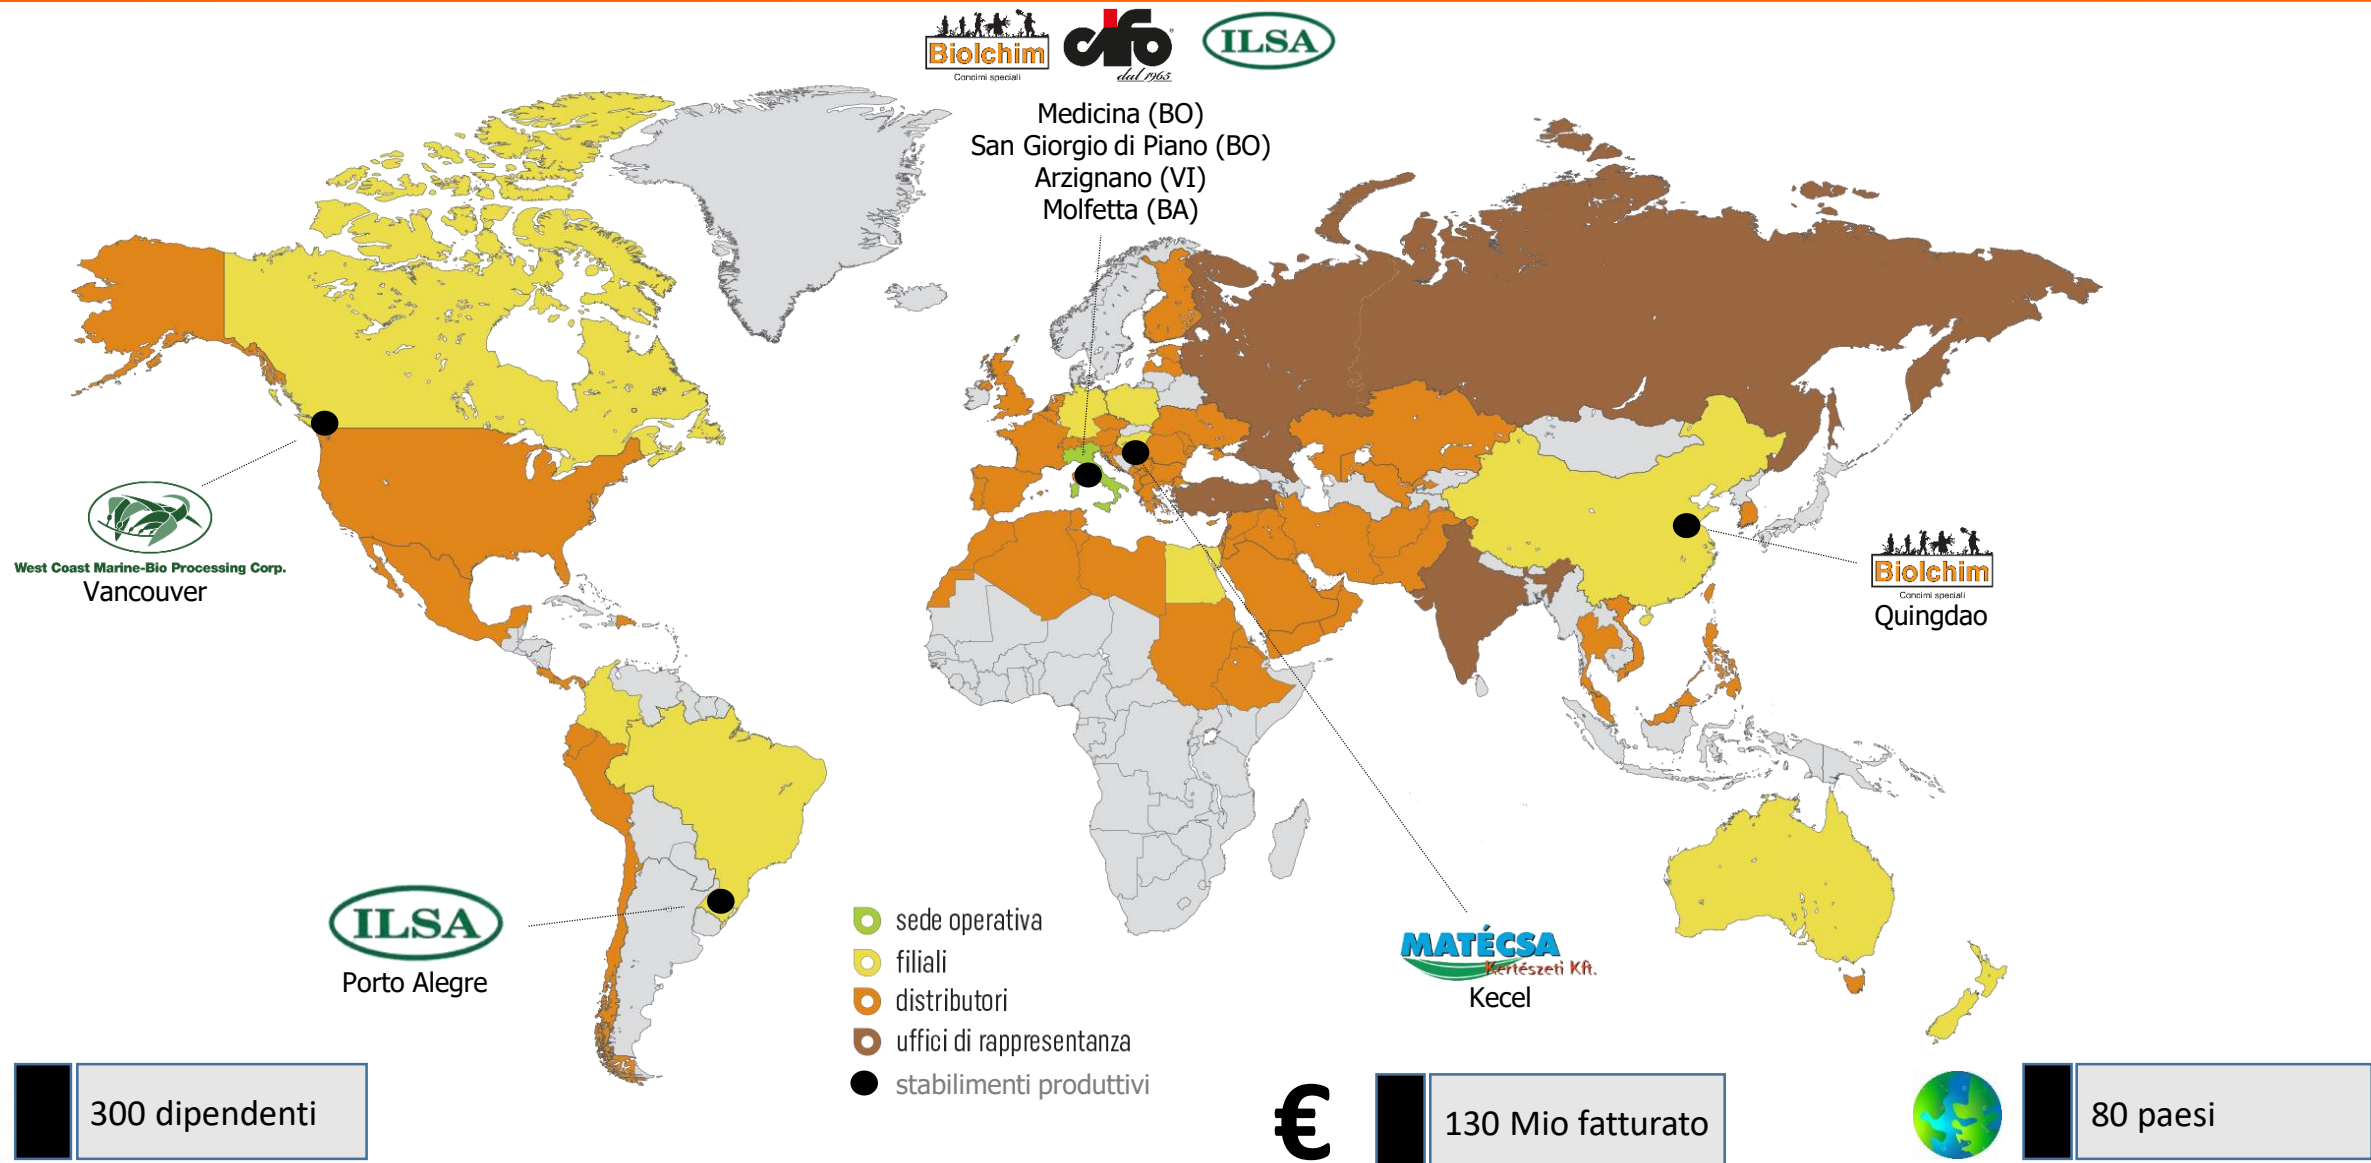 Biolchim
Concimi speciali
cifo
dal 1965
ILSA
Medicina (BO)
San Giorgio di Piano (BO)
Arzignano (VI)
Molfetta (BA)
West Coast Marine-Bio Processing Corp.
Vancouver
Biolchim
Concimi speciali
Quingdao
ILSA
Porto Alegre
MATÉCSA
Kertészeti Kft.
Kecel
sede operativa
filiali
distributori
uffici di rappresentanza
stabilimenti produttivi
300 dipendenti
€
130 Mio fatturato
80 paesi